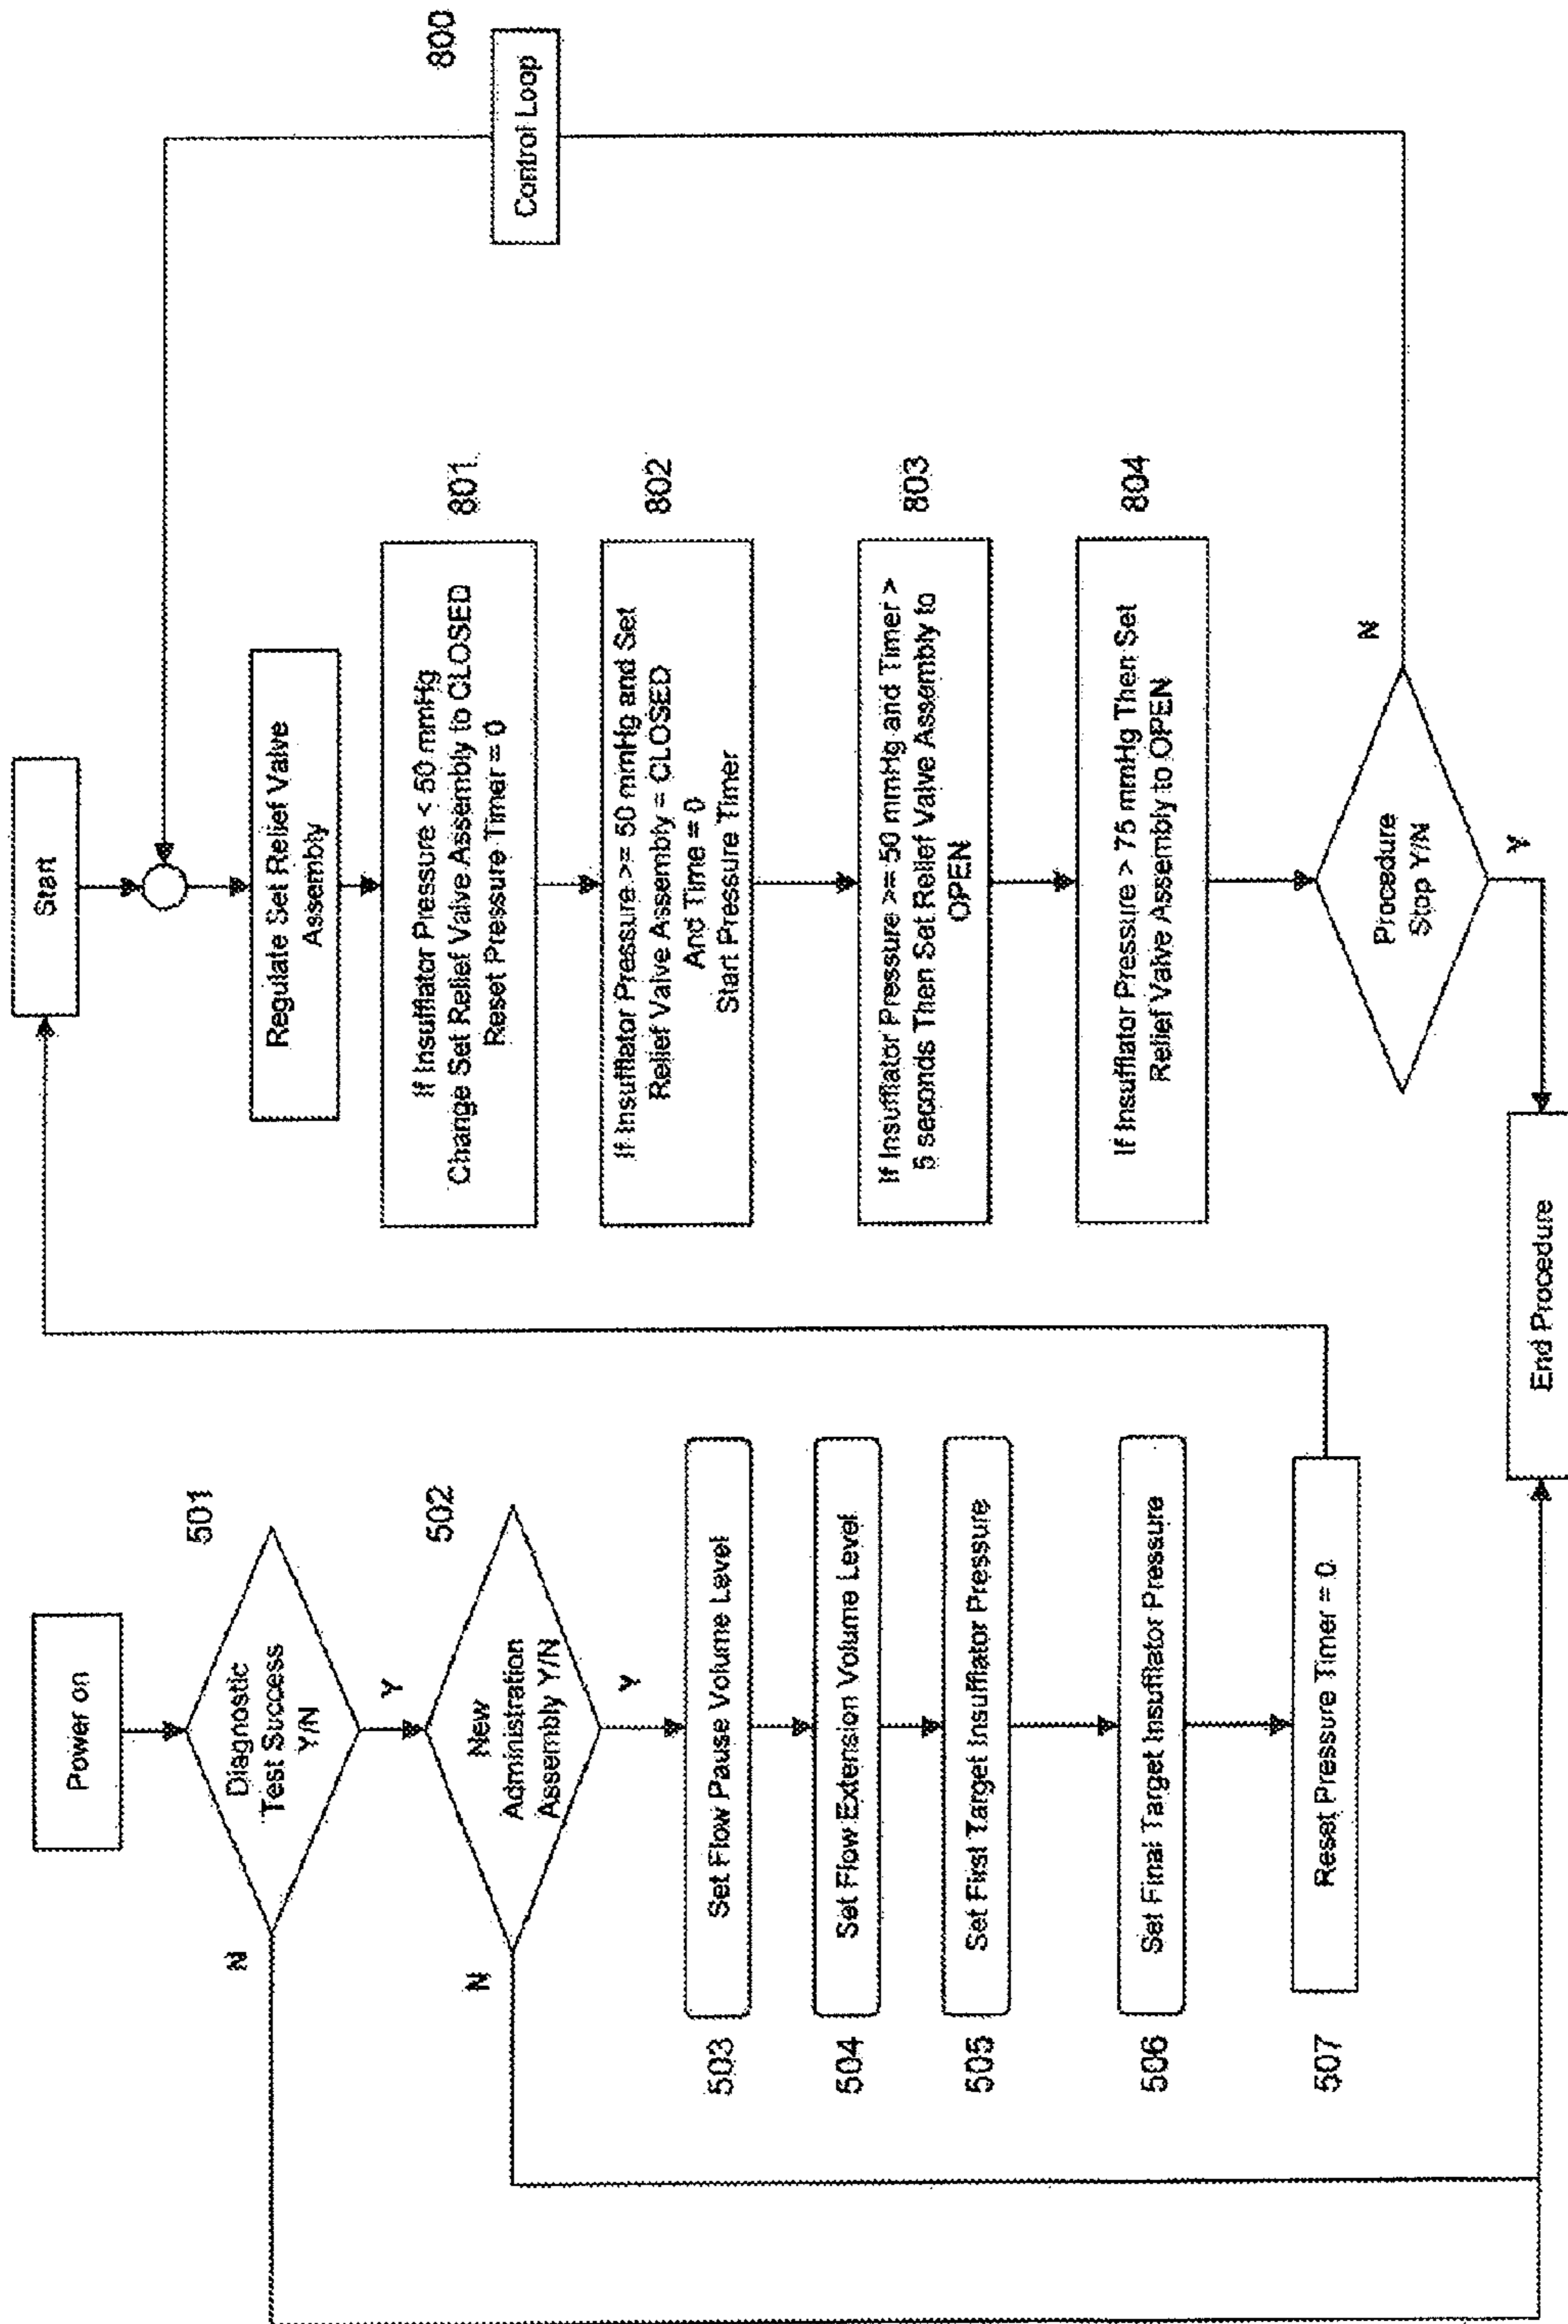 Power on
501
Diagnostic
Test Success
Y/N
N
Y
502
New
Administration
Assembly Y/N
N
Y
503
Set Flow Pause Volume Level
504
Set Flow Extension Volume Level
505
Set First Target Insufflator Pressure
506
Set Final Target Insufflator Pressure
507
Reset Pressure Timer = 0
Start
Regulate Set Relief Valve
Assembly
801
If Insufflator Pressure < 50 mmHg
Change Set Relief Valve Assembly to CLOSED
Reset Pressure Timer = 0
802
If Insufflator Pressure >= 50 mmHg and Set
Relief Valve Assembly = CLOSED
And Time = 0
Start Pressure Timer
803
If Insufflator Pressure >= 50 mmHg and Timer >
5 seconds Then Set Relief Valve Assembly to
OPEN
804
If Insufflator Pressure > 75 mmHg Then Set
Relief Valve Assembly to OPEN
Procedure
Stop Y/N
N
Y
800
Control Loop
End Procedure